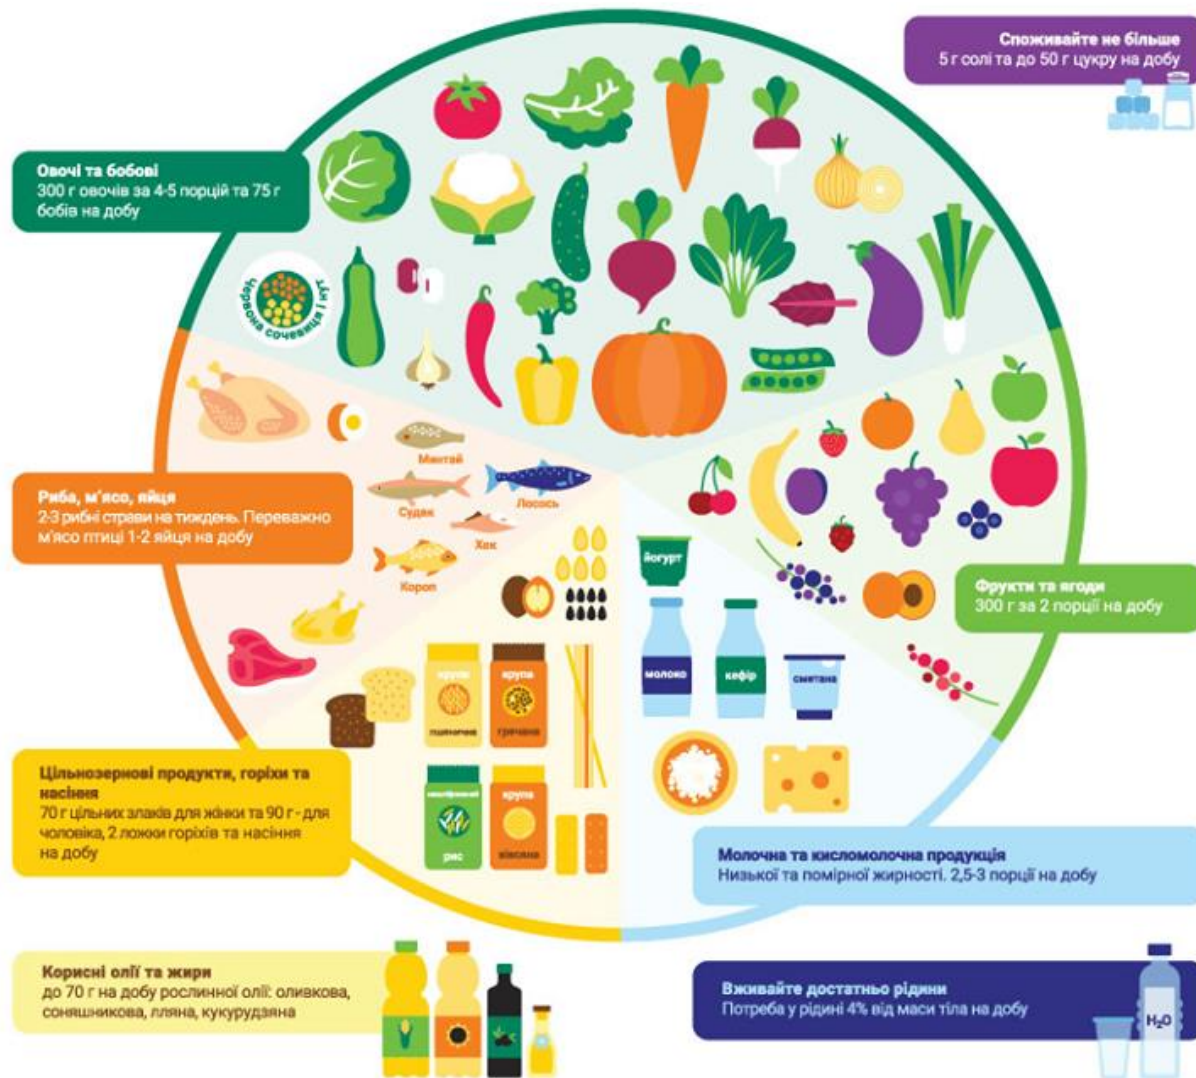 Споживайте не більше
5 г солі та до 50 г цукру на добу
Овочі та бобові
300 г овочів за 4-5 порцій та 75 г
бобів на добу
Червона сочевиця і нут
Риба, м'ясо, яйця
2-3 рибні страви на тиждень. Переважно
м'ясо птиці 1-2 яйця на добу
Минтай
Судак
Лосось
Хек
Короп
Фрукти та ягоди
300 г за 2 порції на добу
йогурт
молоко
кефір
сметана
крупа
пшенична
крупа
гречана
рис
крупа
вівсяна
Цільнозернові продукти, горіхи та
насіння
70 г цільних злаків для жінки та 90 г - для
чоловіка, 2 ложки горіхів та насіння
на добу
Молочна та кисломолочна продукція
Низької та помірної жирності. 2,5-3 порції на добу
Корисні олії та жири
до 70 г на добу рослинної олії: оливкова,
соняшникова, лляна, кукурудзяна
Вживайте достатньо рідини
Потреба у рідині 4% від маси тіла на добу
H₂O